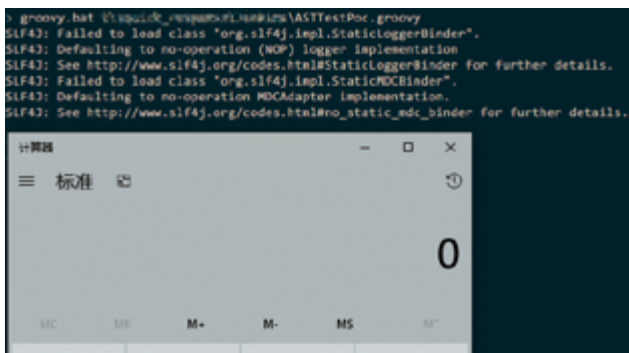 > groovy.bat \ASTTestPoc.groovy
SLF4J: Failed to load class "org.slf4j.impl.StaticLoggerBinder".
SLF4J: Defaulting to no-operation (NOP) logger implementation
SLF4J: See http://www.slf4j.org/codes.html#StaticLoggerBinder for further details.
SLF4J: Failed to load class "org.slf4j.impl.StaticMDCBinder".
SLF4J: Defaulting to no-operation MDCAdapter implementation.
SLF4J: See http://www.slf4j.org/codes.html#no_static_mdc_binder for further details.
计算器
标准
0
MC MR M+ M- MS M˅